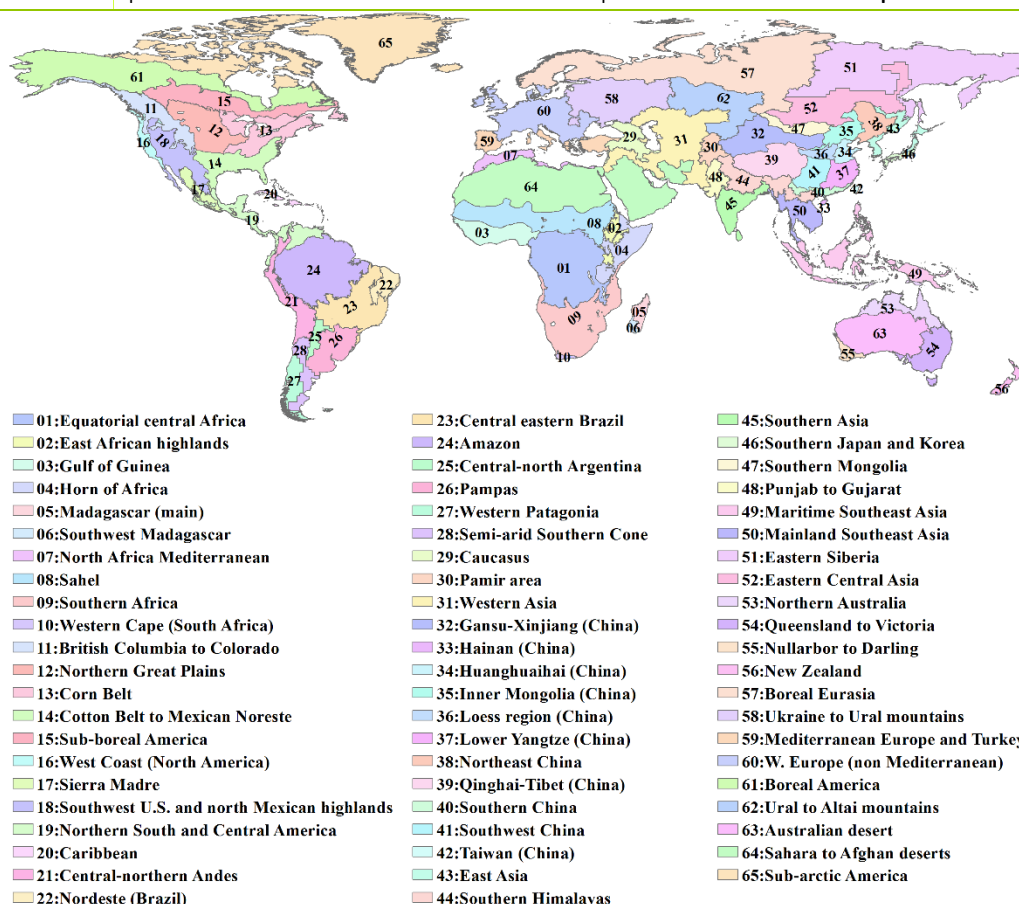 65
61
57
51
15
11
58
62
60
52
12
13
38
47
43
16
18
59
29
31
32
35
30
36
34
46
14
07
39
48
44
41
37
17
64
45
40
42
20
33
50
19
03
08
02
04
24
01
49
22
21
23
05
53
09
06
25
26
63
28
10
55
54
27
56
01:Equatorial central Africa
02:East African highlands
03:Gulf of Guinea
04:Horn of Africa
05:Madagascar (main)
06:Southwest Madagascar
07:North Africa Mediterranean
08:Sahel
09:Southern Africa
10:Western Cape (South Africa)
11:British Columbia to Colorado
12:Northern Great Plains
13:Corn Belt
14:Cotton Belt to Mexican Noreste
15:Sub-boreal America
16:West Coast (North America)
17:Sierra Madre
18:Southwest U.S. and north Mexican highlands
19:Northern South and Central America
20:Caribbean
21:Central-northern Andes
22:Nordeste (Brazil)
23:Central eastern Brazil
24:Amazon
25:Central-north Argentina
26:Pampas
27:Western Patagonia
28:Semi-arid Southern Cone
29:Caucasus
30:Pamir area
31:Western Asia
32:Gansu-Xinjiang (China)
33:Hainan (China)
34:Huanghuaihai (China)
35:Inner Mongolia (China)
36:Loess region (China)
37:Lower Yangtze (China)
38:Northeast China
39:Qinghai-Tibet (China)
40:Southern China
41:Southwest China
42:Taiwan (China)
43:East Asia
44:Southern Himalayas
45:Southern Asia
46:Southern Japan and Korea
47:Southern Mongolia
48:Punjab to Gujarat
49:Maritime Southeast Asia
50:Mainland Southeast Asia
51:Eastern Siberia
52:Eastern Central Asia
53:Northern Australia
54:Queensland to Victoria
55:Nullarbor to Darling
56:New Zealand
57:Boreal Eurasia
58:Ukraine to Ural mountains
59:Mediterranean Europe and Turkey
60:W. Europe (non Mediterranean)
61:Boreal America
62:Ural to Altai mountains
63:Australian desert
64:Sahara to Afghan deserts
65:Sub-arctic America